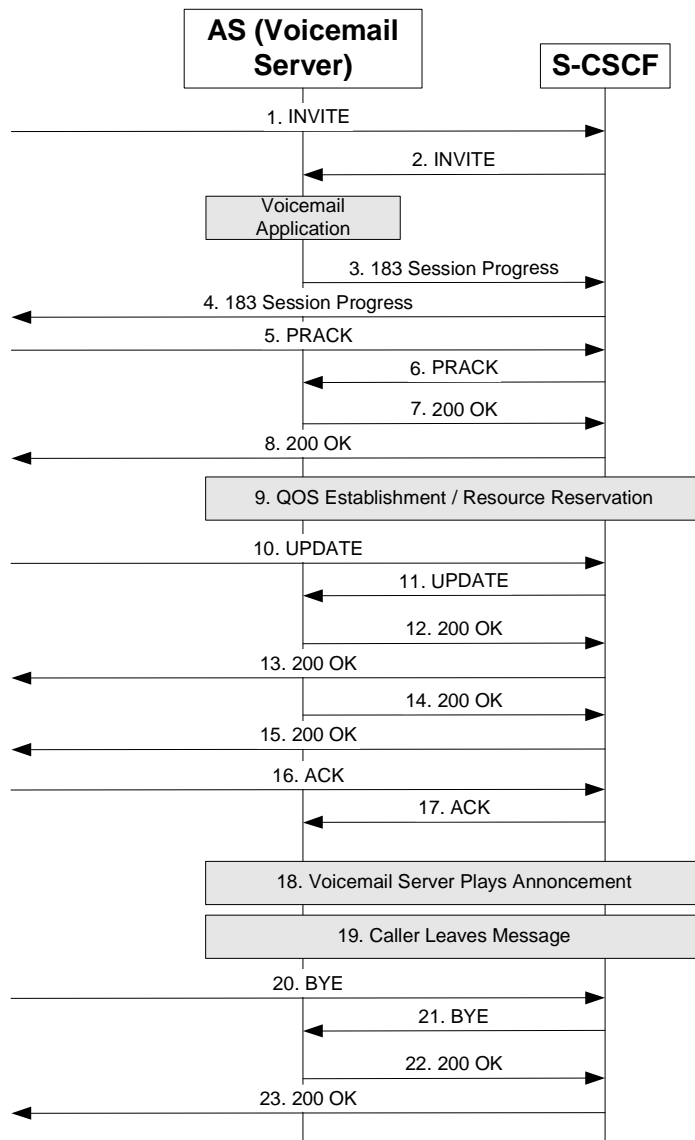 AS (Voicemail
Server)
S-CSCF
1. INVITE
2. INVITE
Voicemail
Application
3. 183 Session Progress
4. 183 Session Progress
5. PRACK
6. PRACK
7. 200 OK
8. 200 OK
9. QOS Establishment / Resource Reservation
10. UPDATE
11. UPDATE
12. 200 OK
13. 200 OK
14. 200 OK
15. 200 OK
16. ACK
17. ACK
18. Voicemail Server Plays Annoncement
19. Caller Leaves Message
20. BYE
21. BYE
22. 200 OK
23. 200 OK